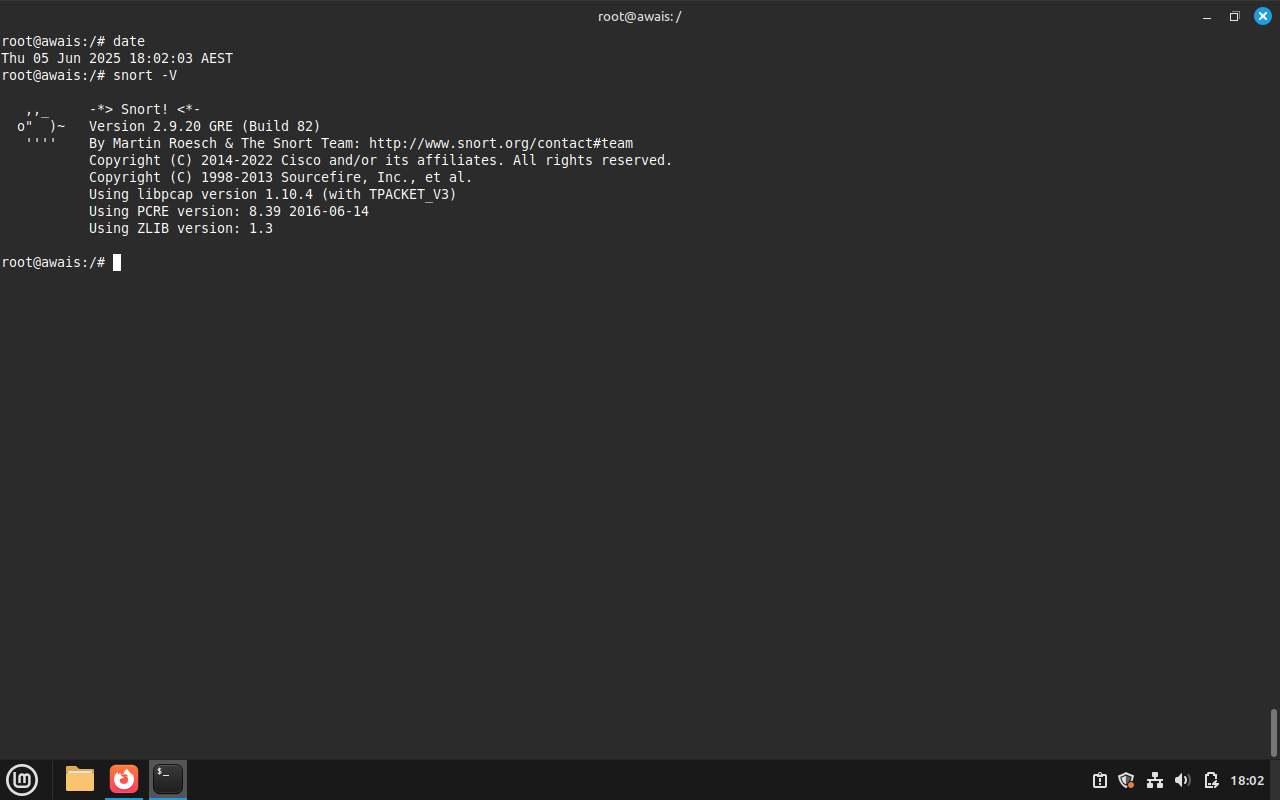 root@awais: /
root@awais:/# date
Thu 05 Jun 2025 18:02:03 AEST
root@awais:/# snort -V
   ,,_     -*> Snort! <*-
  o"  )~   Version 2.9.20 GRE (Build 82)
   ''''    By Martin Roesch & The Snort Team: http://www.snort.org/contact#team
           Copyright (C) 2014-2022 Cisco and/or its affiliates. All rights reserved.
           Copyright (C) 1998-2013 Sourcefire, Inc., et al.
           Using libpcap version 1.10.4 (with TPACKET_V3)
           Using PCRE version: 8.39 2016-06-14
           Using ZLIB version: 1.3
root@awais:/#
$_
18:02